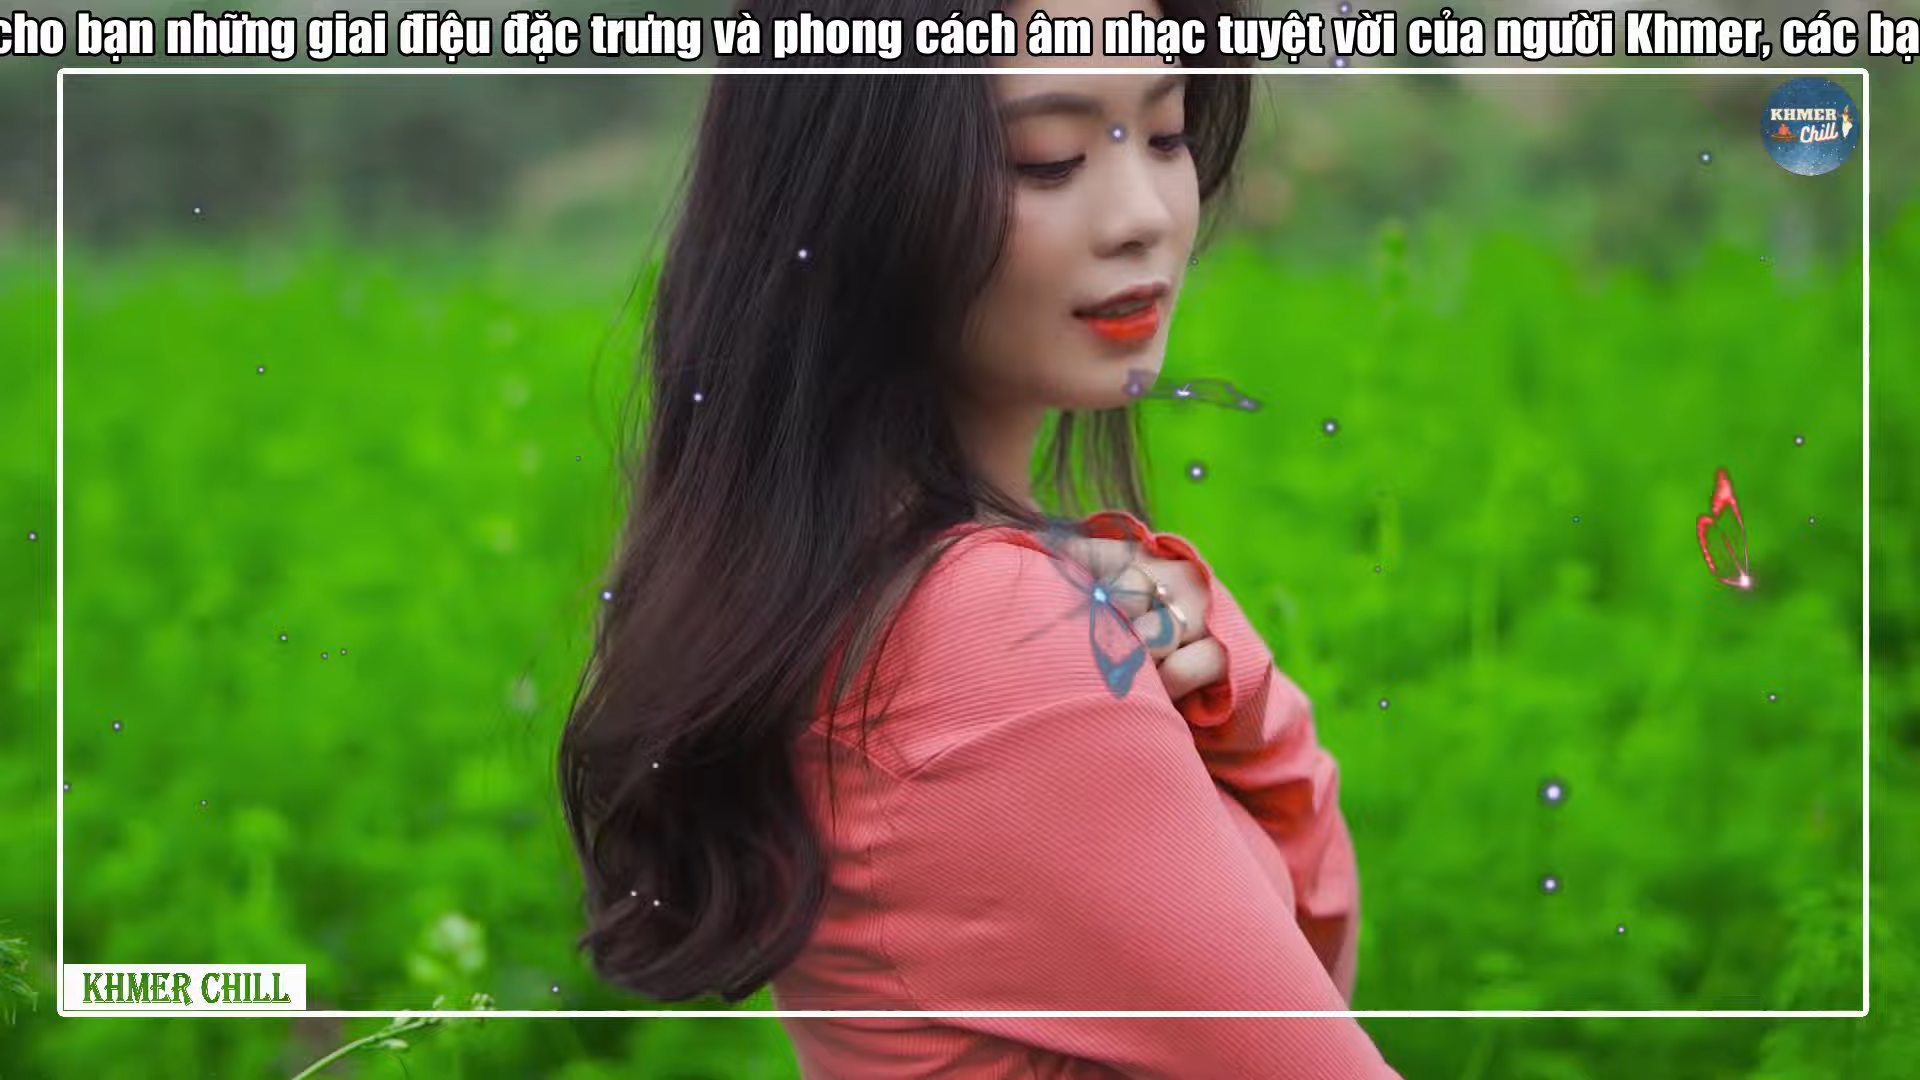 cho bạn những giai điệu đặc trưng và phong cách âm nhạc tuyệt vời của người Khmer, các bạ
KHMER
Chill
KHMER CHILL